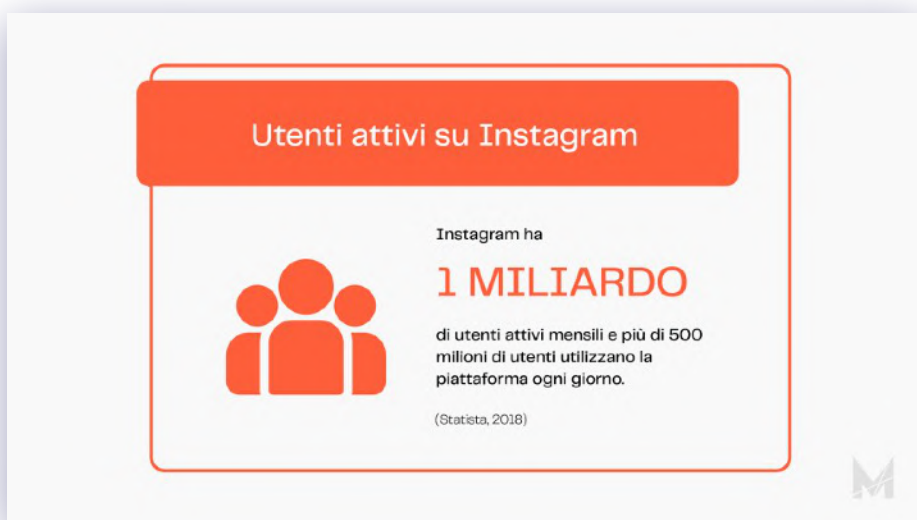 Utenti attivi su Instagram
Instagram ha
1 MILIARDO
di utenti attivi mensili e più di 500
milioni di utenti utilizzano la
piattaforma ogni giorno.
(Statista, 2018)